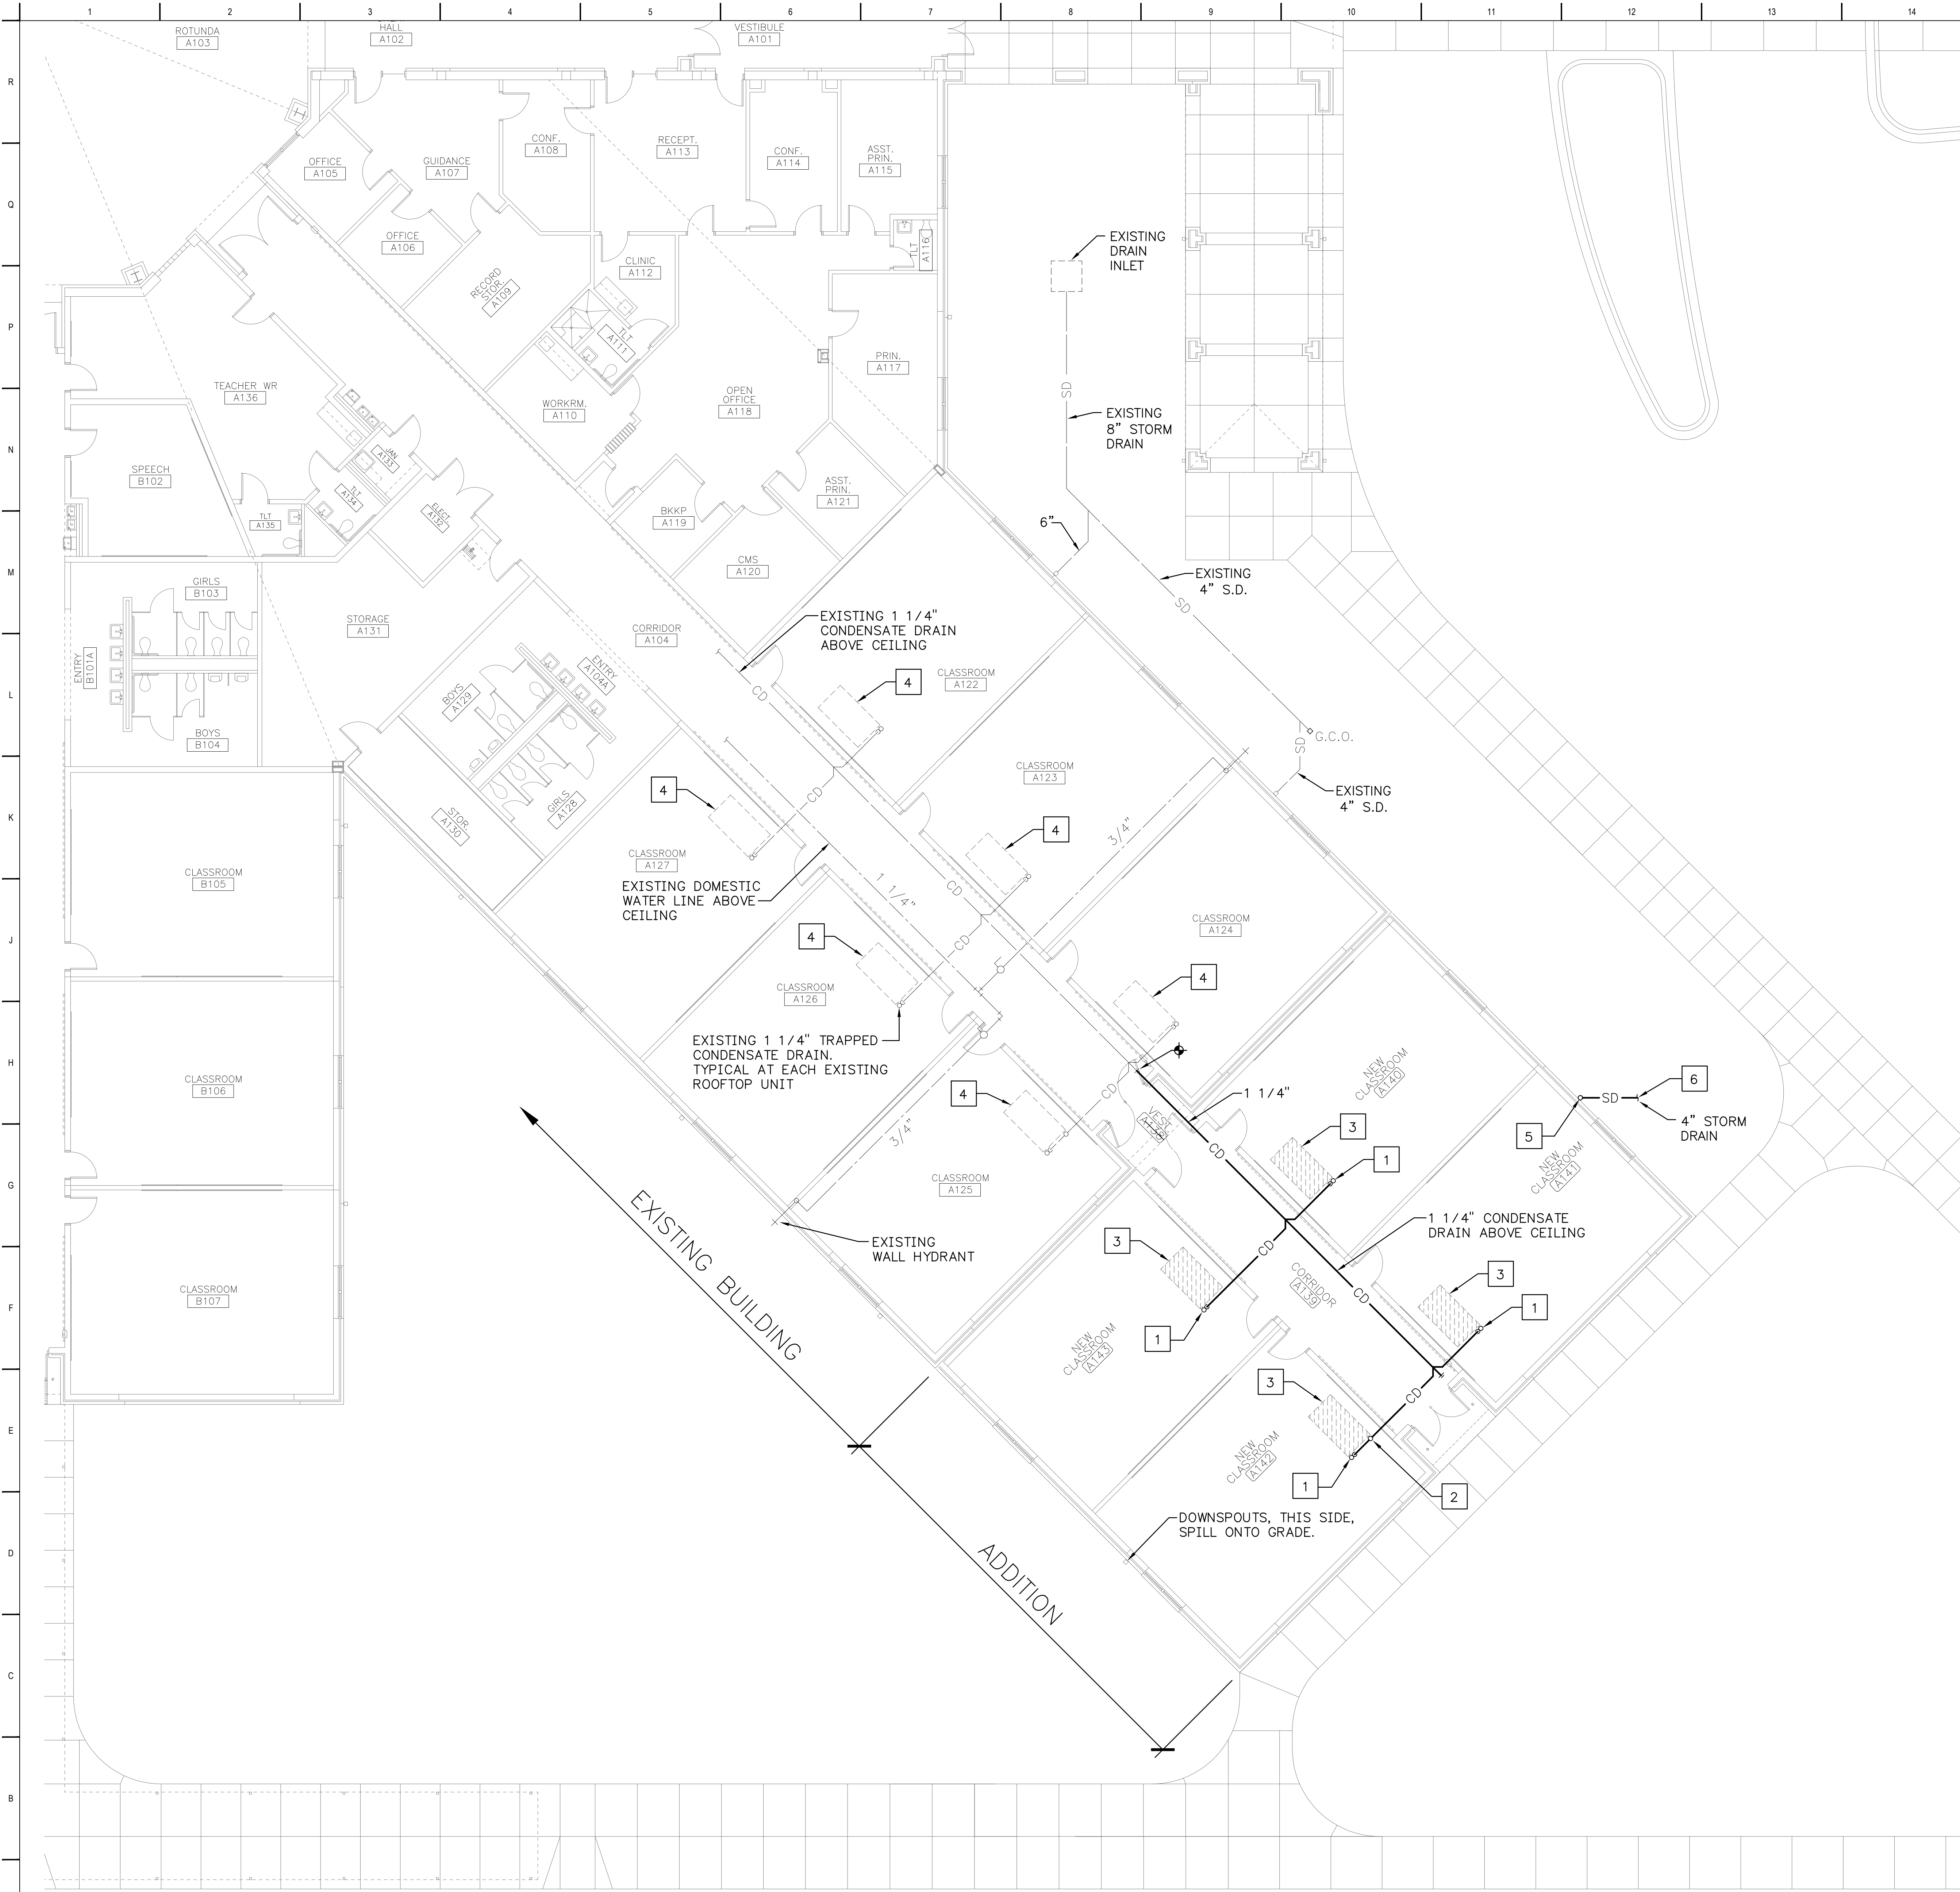 1 2 3 4 5 6 7 8 9 10 11 12 13 14
R
Q
P
N
M
L
K
J
H
G
F
E
D
C
B
ROTUNDA
A103
HALL
A102
VESTIBULE
A101
OFFICE
A105
GUIDANCE
A107
CONF.
A108
RECEPT.
A113
CONF.
A114
ASST.
PRIN.
A115
OFFICE
A106
TLT
A116
CLINIC
A112
RECORD
STOR.
A109
TLT
A111
PRIN.
A117
TEACHER WR
A136
WORKRM.
A110
OPEN
OFFICE
A118
EXISTING
DRAIN
INLET
SD
EXISTING
8" STORM
DRAIN
SPEECH
B102
JAN
A133
TLT
A134
TLT
A135
ELECT.
A132
BKKP
A119
ASST.
PRIN.
A121
CMS
A120
6"
EXISTING
4" S.D.
SD
GIRLS
B103
STORAGE
A131
CORRIDOR
A104
ENTRY
A104A
ENTRY
B101A
BOYS
B104
BOYS
A129
EXISTING 1 1/4"
CONDENSATE DRAIN
ABOVE CEILING
CD
4
CLASSROOM
A122
SD
G.C.O.
EXISTING
4" S.D.
CLASSROOM
A123
4
CD
4
3/4"
STOR.
A130
GIRLS
A128
CLASSROOM
A127
CLASSROOM
B105
EXISTING DOMESTIC
WATER LINE ABOVE
CEILING
1 1/4"
CD
CD
4
CLASSROOM
A124
4
CLASSROOM
A126
EXISTING 1 1/4" TRAPPED
CONDENSATE DRAIN.
TYPICAL AT EACH EXISTING
ROOFTOP UNIT
CLASSROOM
B106
4
CD
3/4"
1 1/4"
VEST.
A138
NEW
CLASSROOM
A140
SD
6
4" STORM
DRAIN
5
NEW
CLASSROOM
A141
3
1
CD
CLASSROOM
A125
EXISTING
WALL HYDRANT
EXISTING BUILDING
1 1/4" CONDENSATE
DRAIN ABOVE CEILING
3
CD
CORRIDOR
A139
CD
3
1
1
NEW
CLASSROOM
A143
CLASSROOM
B107
3
CD
NEW
CLASSROOM
A142
1
2
DOWNSPOUTS, THIS SIDE,
SPILL ONTO GRADE.
ADDITION